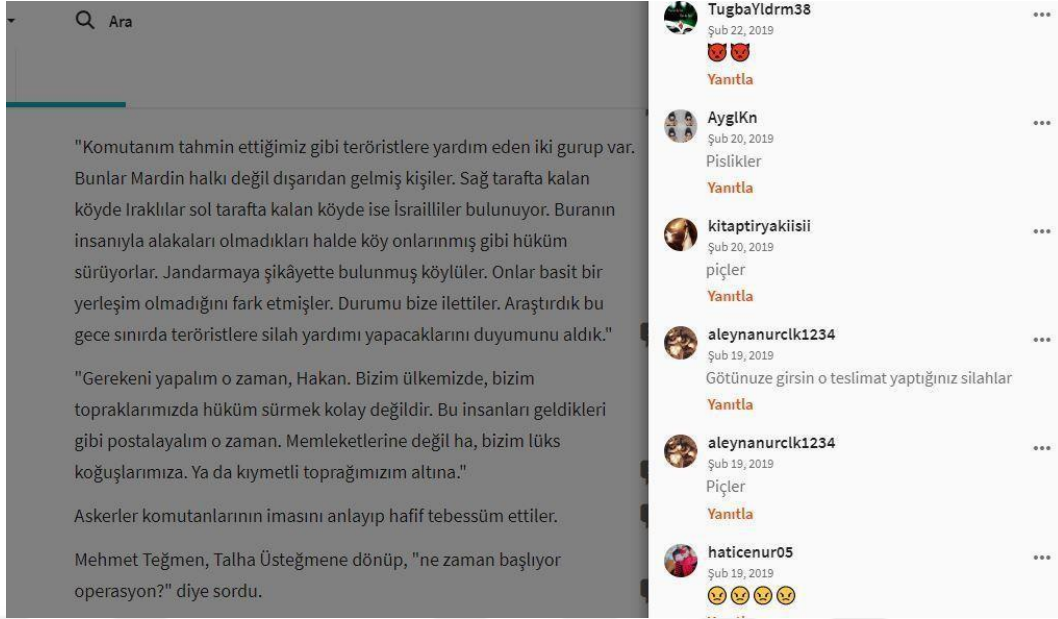 Ara
"Komutanım tahmin ettiğimiz gibi teröristlere yardım eden iki gurup var.
Bunlar Mardin halkı değil dışarıdan gelmiş kişiler. Sağ tarafta kalan
köyde Iraklılar sol tarafta kalan köyde ise İsrailliler bulunuyor. Buranın
insanıyla alakaları olmadıkları halde köy onlarınmış gibi hüküm
sürüyorlar. Jandarmaya şikâyette bulunmuş köylüler. Onlar basit bir
yerleşim olmadığını fark etmişler. Durumu bize ilettiler. Araştırdık bu
gece sınırda teröristlere silah yardımı yapacaklarını duyumunu aldık."
"Gerekeni yapalım o zaman, Hakan. Bizim ülkemizde, bizim
topraklarımızda hüküm sürmek kolay değildir. Bu insanları geldikleri
gibi postalayalım o zaman. Memleketlerine değil ha, bizim lüks
koğuşlarımıza. Ya da kıymetli toprağımızım altına."
Askerler komutanlarının imasını anlayıp hafif tebessüm ettiler.
Mehmet Teğmen, Talha Üsteğmene dönüp, "ne zaman başlıyor
operasyon?" diye sordu.
TugbaYldrm38
Şub 22, 2019
😈😈
Yanıtla
AyglKn
Şub 20, 2019
Pislikler
Yanıtla
kitaptiryakiisii
Şub 20, 2019
piçler
Yanıtla
aleynanurclk1234
Şub 19, 2019
Götünuze girsin o teslimat yaptığınız silahlar
Yanıtla
aleynanurclk1234
Şub 19, 2019
Piçler
Yanıtla
haticenur05
Şub 19, 2019
😠😠😠😠